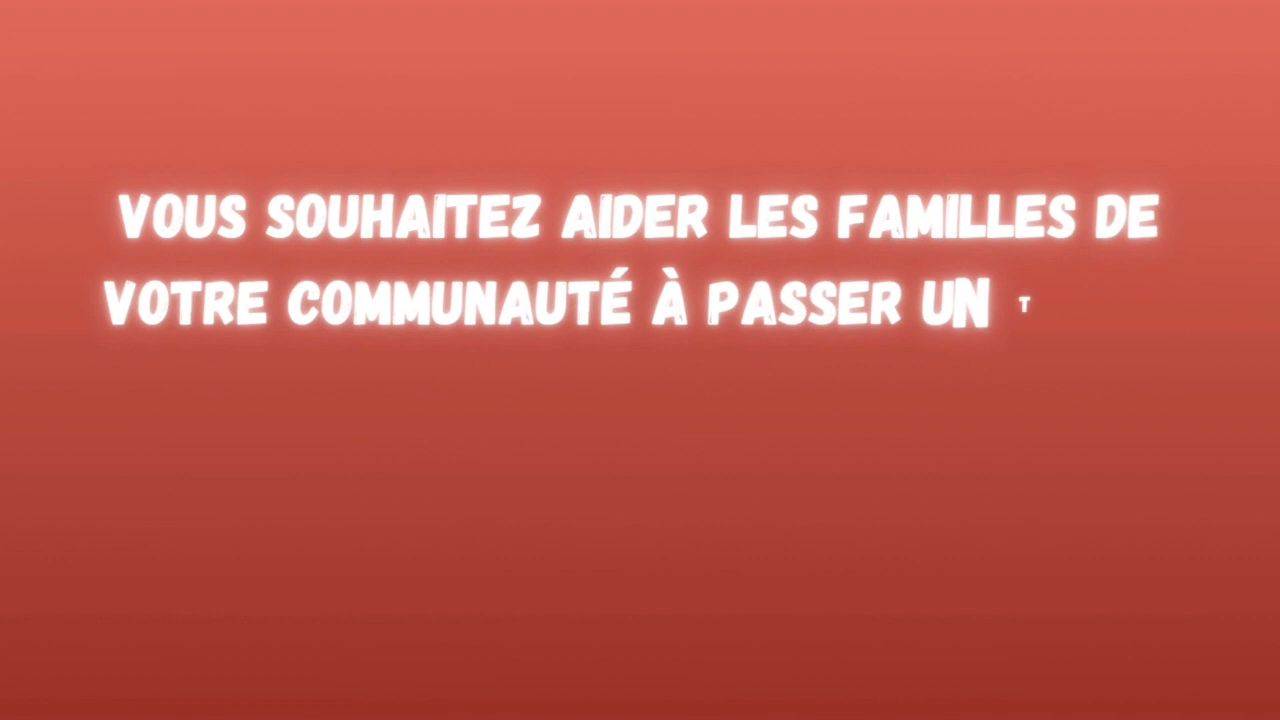 VOUS SOUHAITEZ AIDER LES FAMILLES DE
VOTRE COMMUNAUTÉ À PASSER UN T